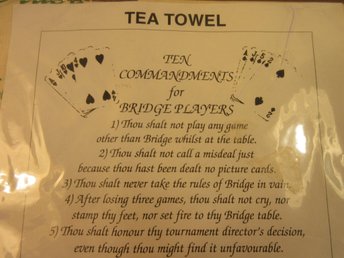 TEA TOWEL
TEN
COMMANDMENTS
for
BRIDGE PLAYERS
1) Thou shalt not play any game
other than Bridge whilst at the table.
2) Thou shalt not call a misdeal just
because thou hast been dealt no picture cards.
3) Thou shalt never take the rules of Bridge in vain.
4) After losing three games, thou shalt not cry, nor
stamp thy feet, nor set fire to thy Bridge table.
5) Thou shalt honour thy tournament director's decision,
even though thou might find it unfavourable.